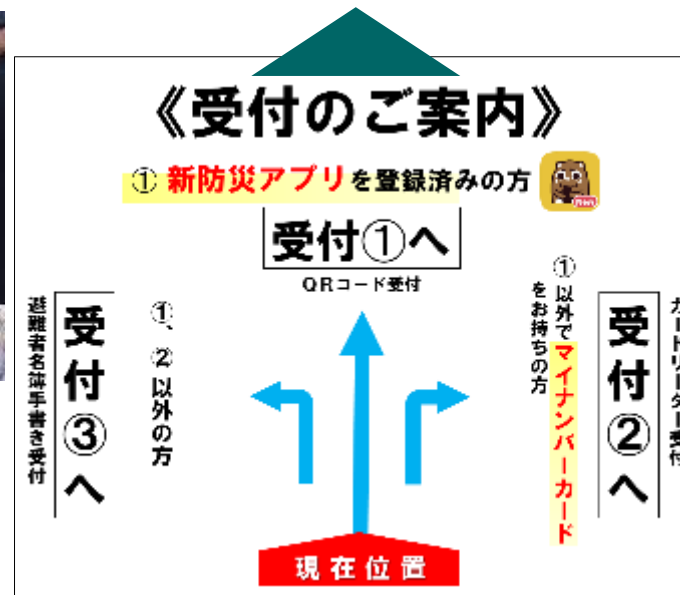 《受付のご案内》
① 新防災アプリを登録済みの方
受付①へ
QRコード受付
① 以外でマイナンバーカード
をお持ちの方
受付②へ
カードリーダー受付
①、②以外の方
受付③へ
避難者名簿手書き受付
現在位置